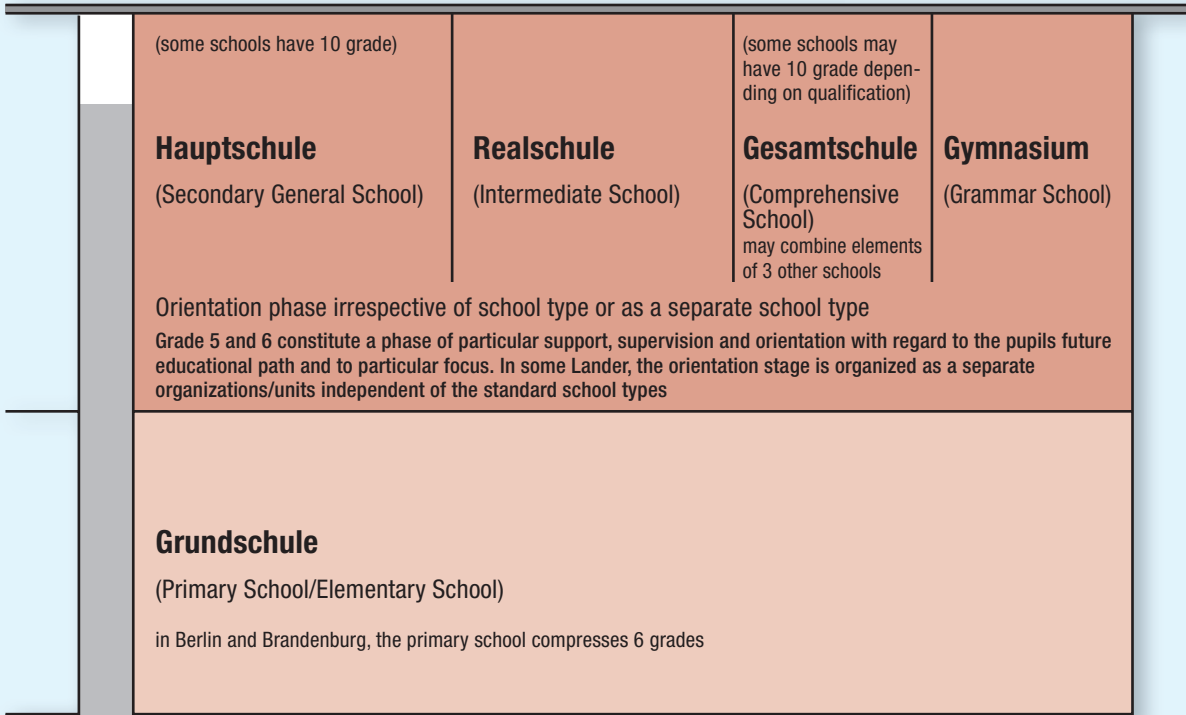 (some schools have 10 grade)
Hauptschule
(Secondary General School)
Realschule
(Intermediate School)
(some schools may
have 10 grade depen-
ding on qualification)
Gesamtschule
(Comprehensive
School)
may combine elements
of 3 other schools
Gymnasium
(Grammar School)
Orientation phase irrespective of school type or as a separate school type
Grade 5 and 6 constitute a phase of particular support, supervision and orientation with regard to the pupils future
educational path and to particular focus. In some Lander, the orientation stage is organized as a separate
organizations/units independent of the standard school types
Grundschule
(Primary School/Elementary School)
in Berlin and Brandenburg, the primary school compresses 6 grades